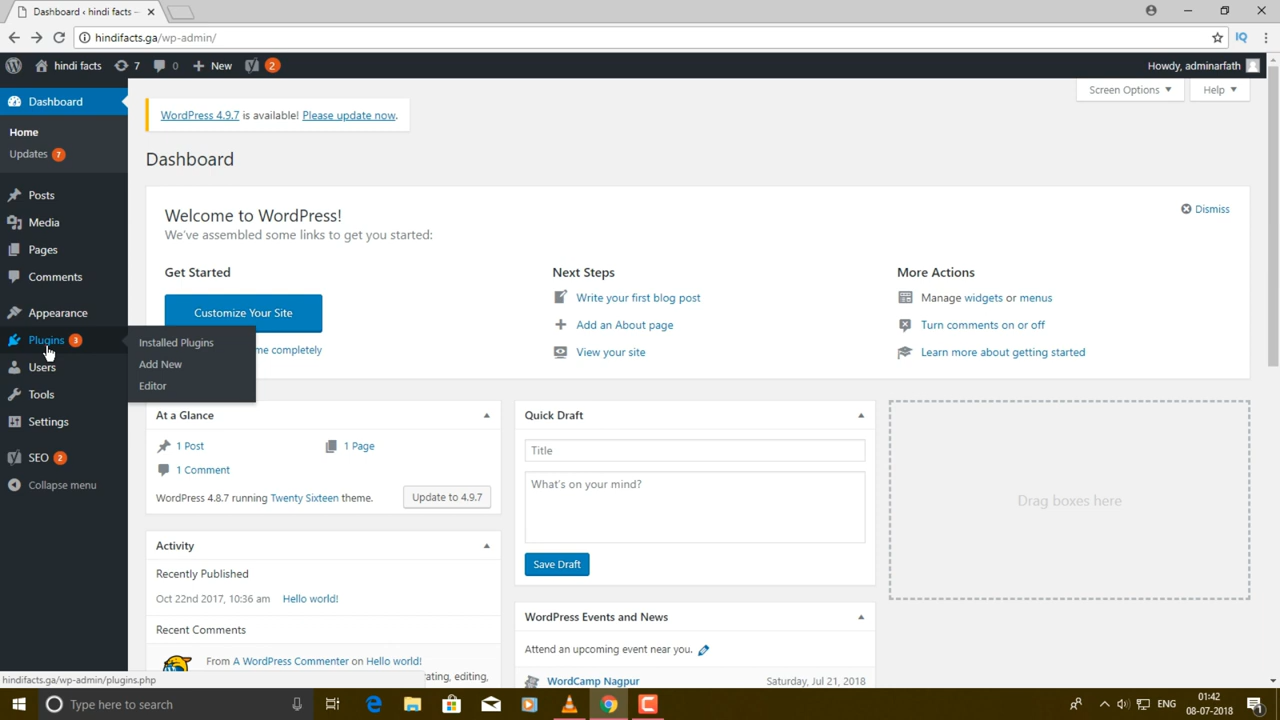 Dashboard ‹ hindi facts –
hindifacts.ga/wp-admin/
IQ
hindi facts 7 0 New 2
Howdy, adminarfath
Dashboard
Home
Updates 7
Posts
Media
Pages
Comments
Appearance
Plugins 3
Users
Tools
Settings
SEO 2
Collapse menu
Installed Plugins
Add New
Editor
Screen Options
Help
WordPress 4.9.7 is available! Please update now.
Dashboard
Welcome to WordPress!
We've assembled some links to get you started:
Dismiss
Get Started
Customize Your Site
me completely
Next Steps
Write your first blog post
Add an About page
View your site
More Actions
Manage widgets or menus
Turn comments on or off
Learn more about getting started
At a Glance
1 Post
1 Page
1 Comment
WordPress 4.8.7 running Twenty Sixteen theme.
Update to 4.9.7
Activity
Recently Published
Oct 22nd 2017, 10:36 am Hello world!
Recent Comments
From A WordPress Commenter on Hello world!
rating, editing,
Quick Draft
Title
What's on your mind?
Save Draft
WordPress Events and News
Attend an upcoming event near you.
WordCamp Nagpur
Saturday, Jul 21, 2018
Drag boxes here
hindifacts.ga/wp-admin/plugins.php
Type here to search
ENG
01:42
08-07-2018
1